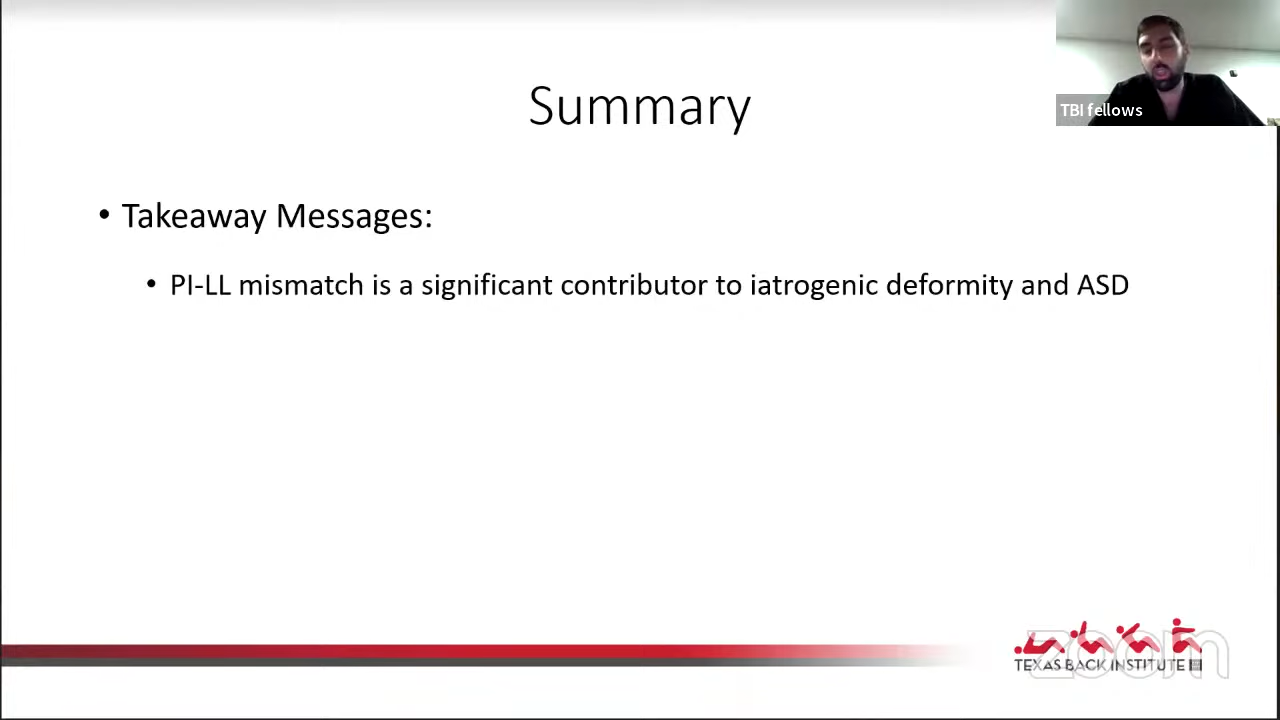 TBI fellows
Summary
• Takeaway Messages:
• PI-LL mismatch is a significant contributor to iatrogenic deformity and ASD
zoom
TEXAS BACK INSTITUTE